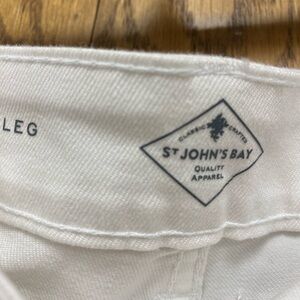 LEG
CLASSIC CRAFTED
ST JOHN'S BAY
QUALITY
APPAREL